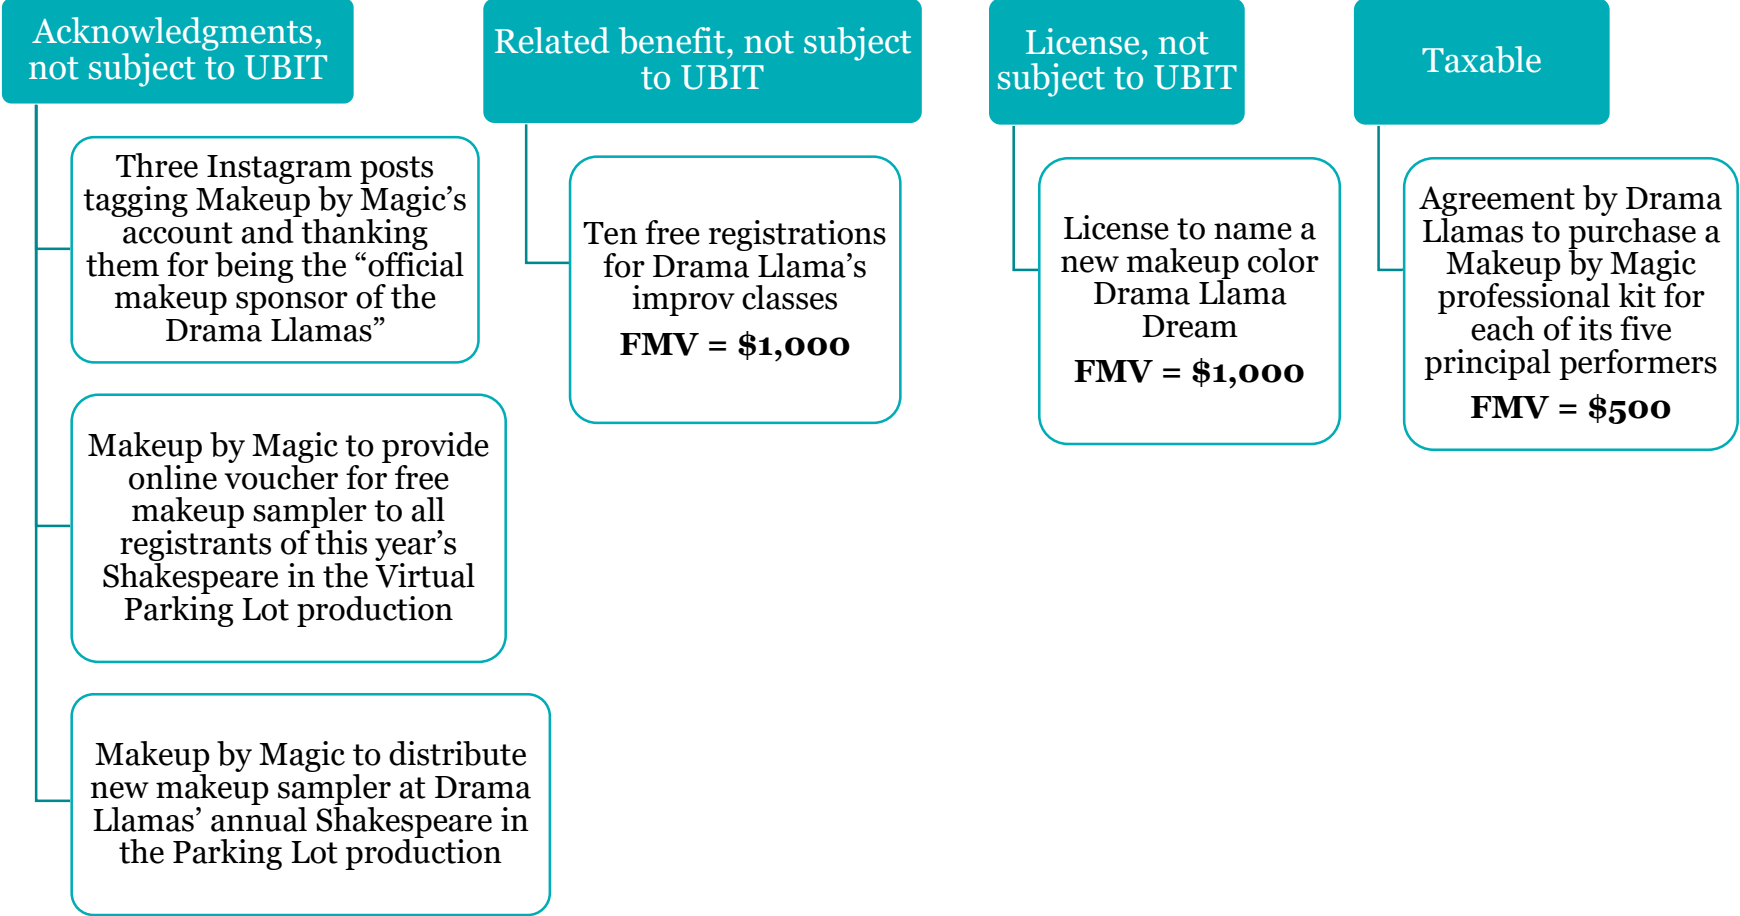 Acknowledgments,
not subject to UBIT
Three Instagram posts
tagging Makeup by Magic’s
account and thanking
them for being the “official
makeup sponsor of the
Drama Llamas”
Makeup by Magic to provide
online voucher for free
makeup sampler to all
registrants of this year’s
Shakespeare in the Virtual
Parking Lot production
Makeup by Magic to distribute
new makeup sampler at Drama
Llamas’ annual Shakespeare in
the Parking Lot production
Related benefit, not subject
to UBIT
Ten free registrations
for Drama Llama’s
improv classes
FMV = $1,000
License, not
subject to UBIT
License to name a
new makeup color
Drama Llama
Dream
FMV = $1,000
Taxable
Agreement by Drama
Llamas to purchase a
Makeup by Magic
professional kit for
each of its five
principal performers
FMV = $500